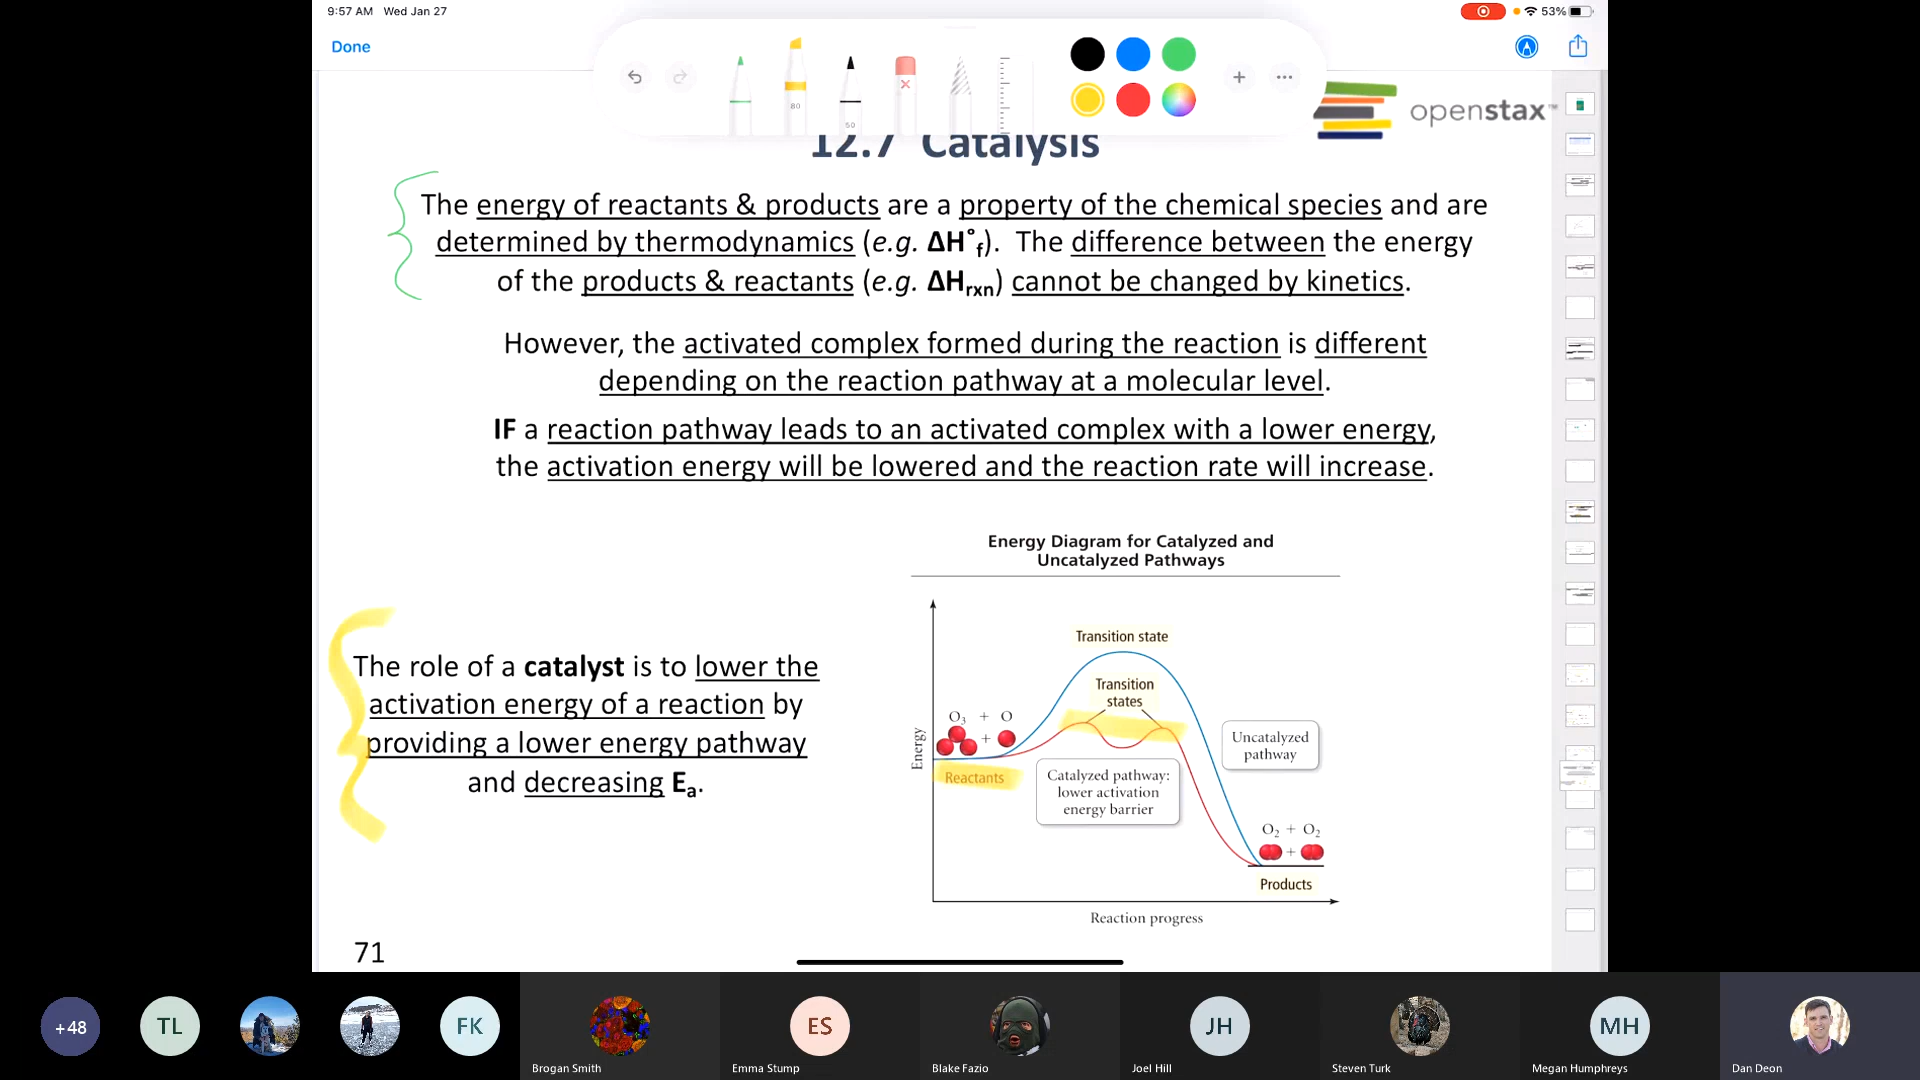 9:57 AM Wed Jan 27
53%
Done
80
50
openstax™
12.7 Catalysis
The energy of reactants & products are a property of the chemical species and are
determined by thermodynamics (e.g. ΔH°f). The difference between the energy
of the products & reactants (e.g. ΔHrxn) cannot be changed by kinetics.
However, the activated complex formed during the reaction is different
depending on the reaction pathway at a molecular level.
IF a reaction pathway leads to an activated complex with a lower energy,
the activation energy will be lowered and the reaction rate will increase.
The role of a catalyst is to lower the
activation energy of a reaction by
providing a lower energy pathway
and decreasing Ea.
Energy Diagram for Catalyzed and
Uncatalyzed Pathways
Transition state
Transition
states
O3 + O
+
Energy
Reactants
Catalyzed pathway:
lower activation
energy barrier
Uncatalyzed
pathway
O2 + O2
+
Products
Reaction progress
71
+48
TL
FK
ES
JH
MH
Brogan Smith
Emma Stump
Blake Fazio
Joel Hill
Steven Turk
Megan Humphreys
Dan Deon